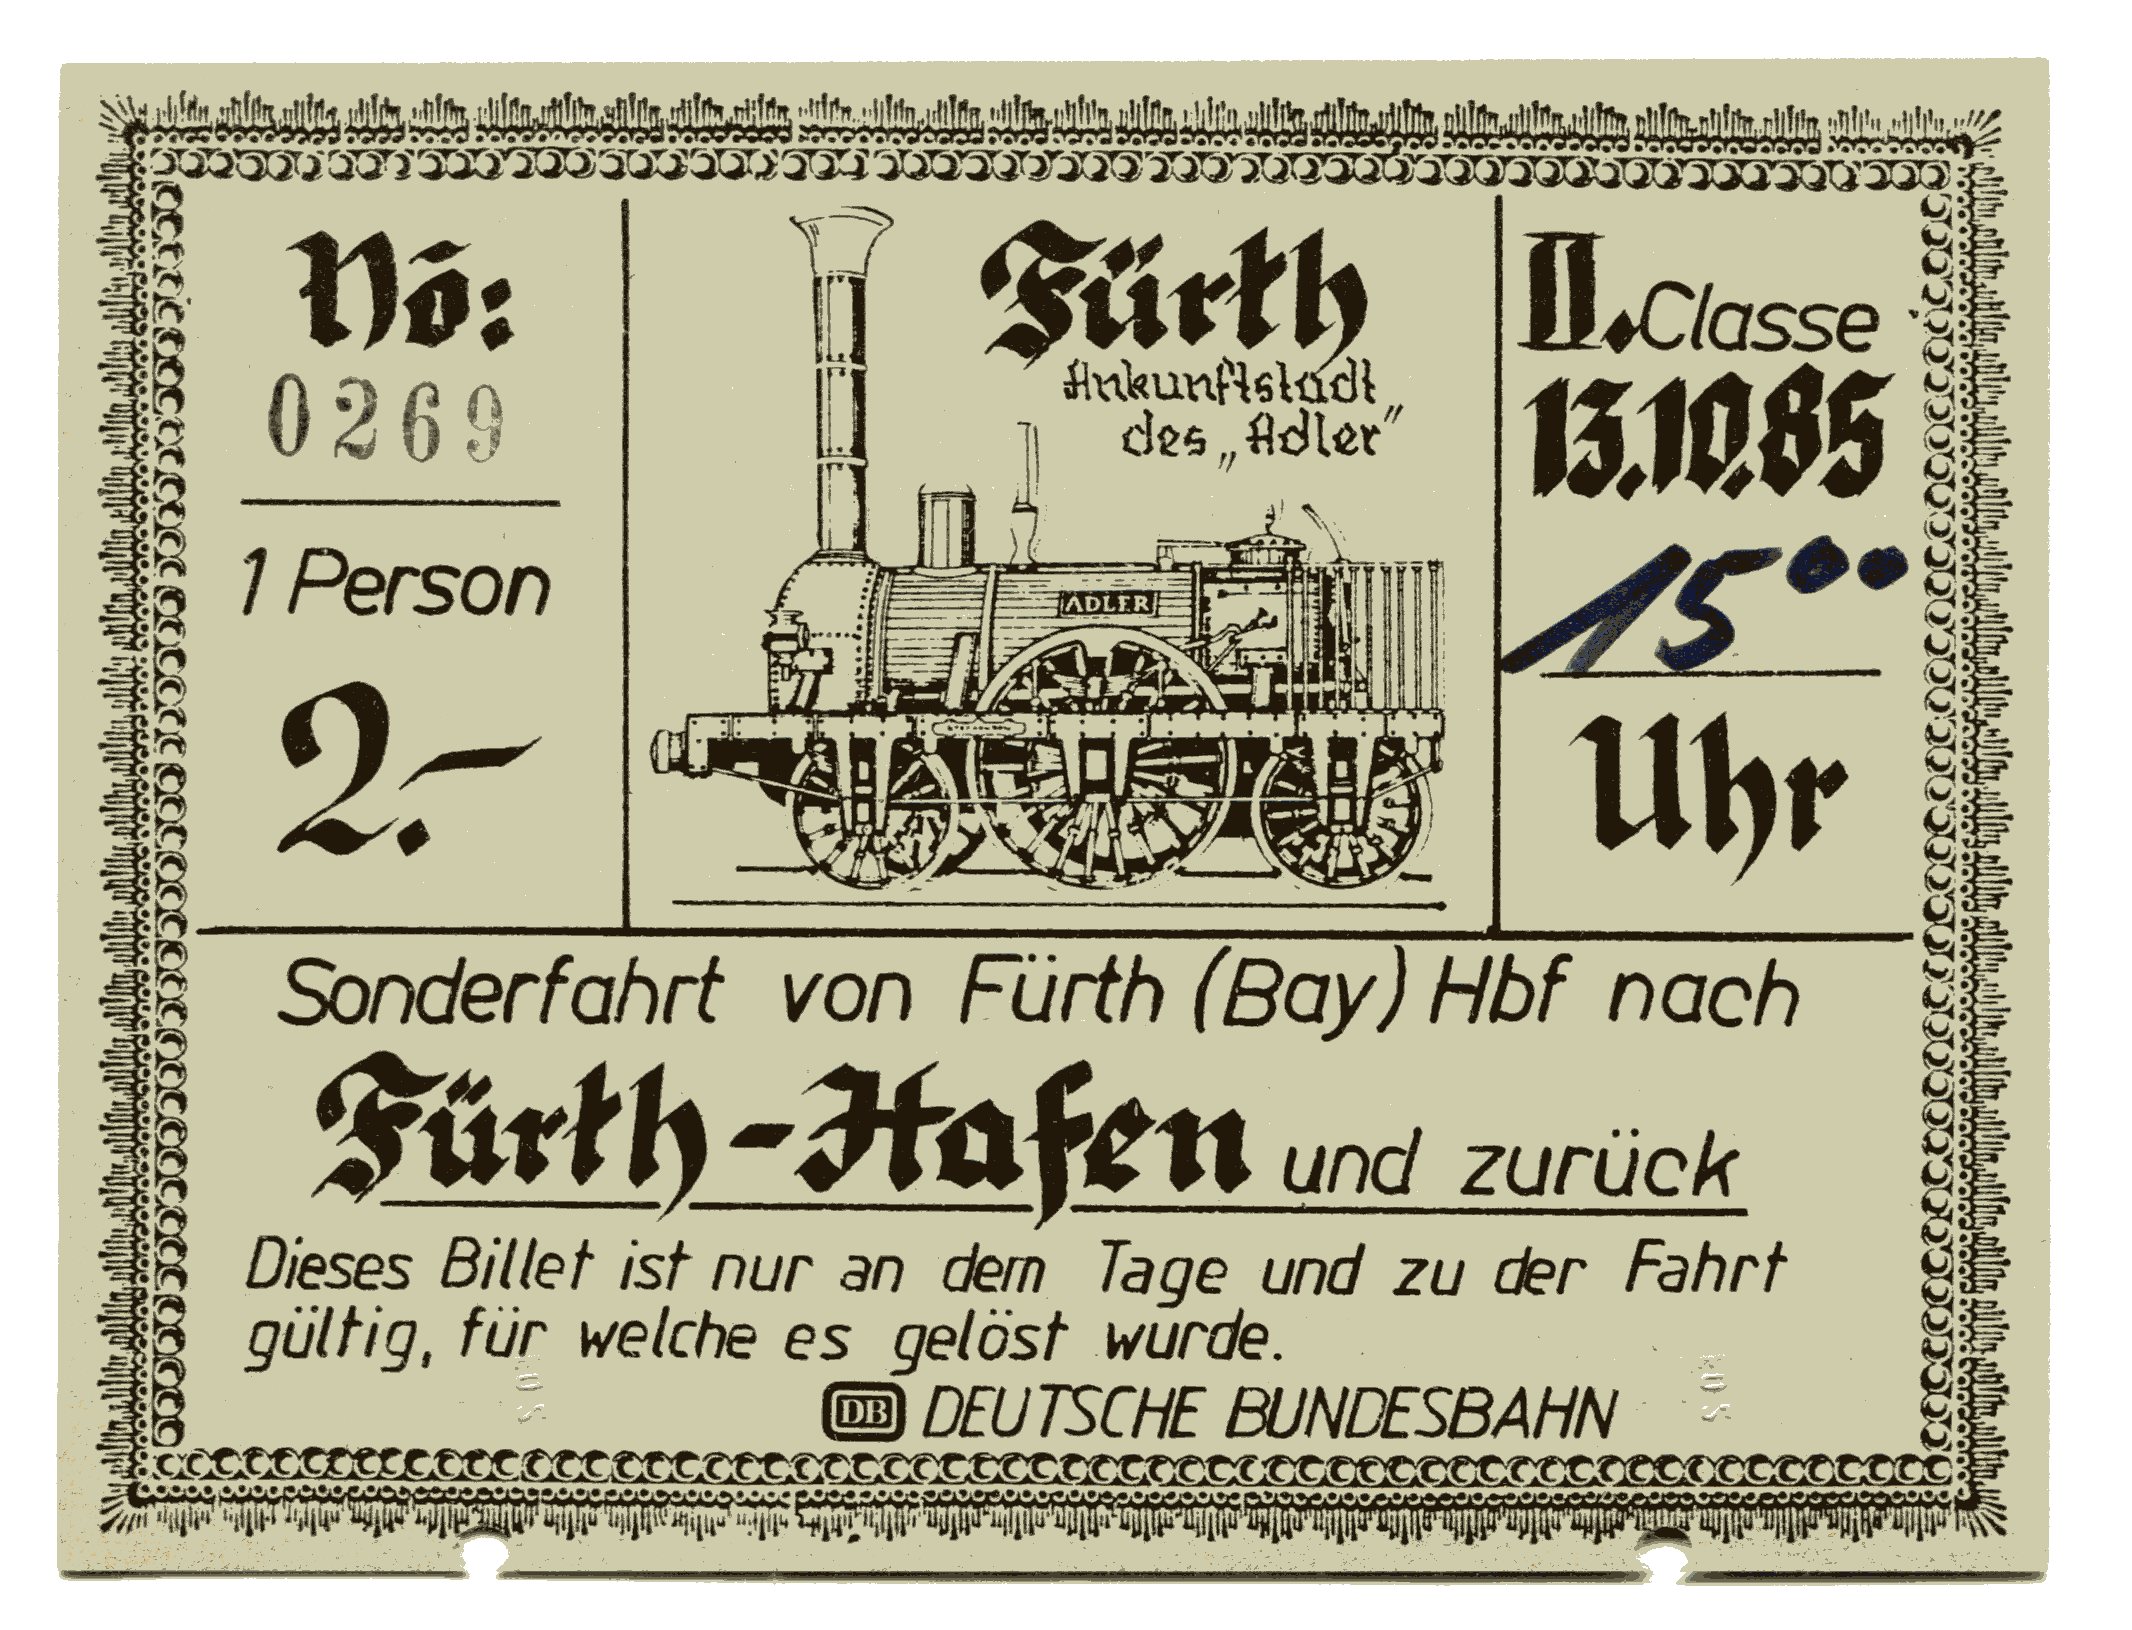 Nō:
0269
1 Person
2.–
Fürth
Ankunftstadt
des „Adler”
ADLER
II. Classe
13.10.85
15⁰⁰
Uhr
Sonderfahrt von Fürth (Bay) Hbf nach
Fürth-Hafen und zurück
Dieses Billet ist nur an dem Tage und zu der Fahrt
gültig, für welche es gelöst wurde.
DB DEUTSCHE BUNDESBAHN